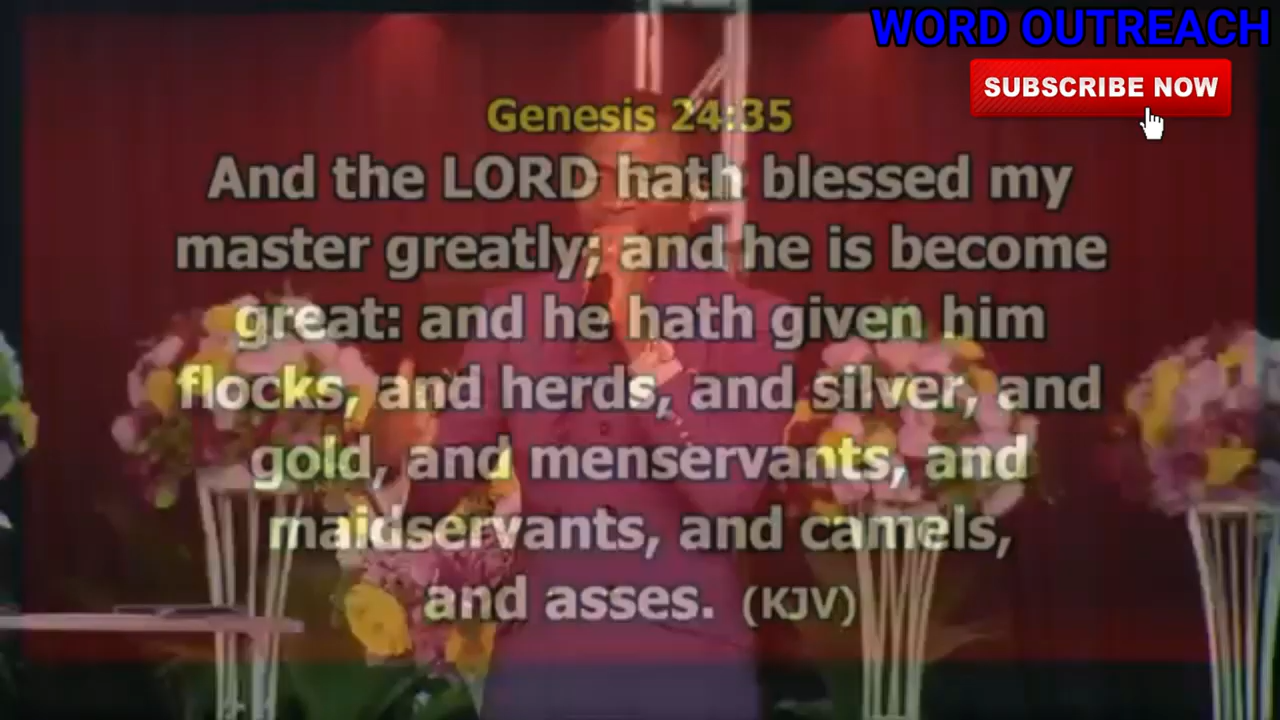 WORD OUTREACH
SUBSCRIBE NOW
Genesis 24:35
And the LORD hath blessed my
master greatly; and he is become
great: and he hath given him
flocks, and herds, and silver, and
gold, and menservants, and
maidservants, and camels,
and asses. (KJV)